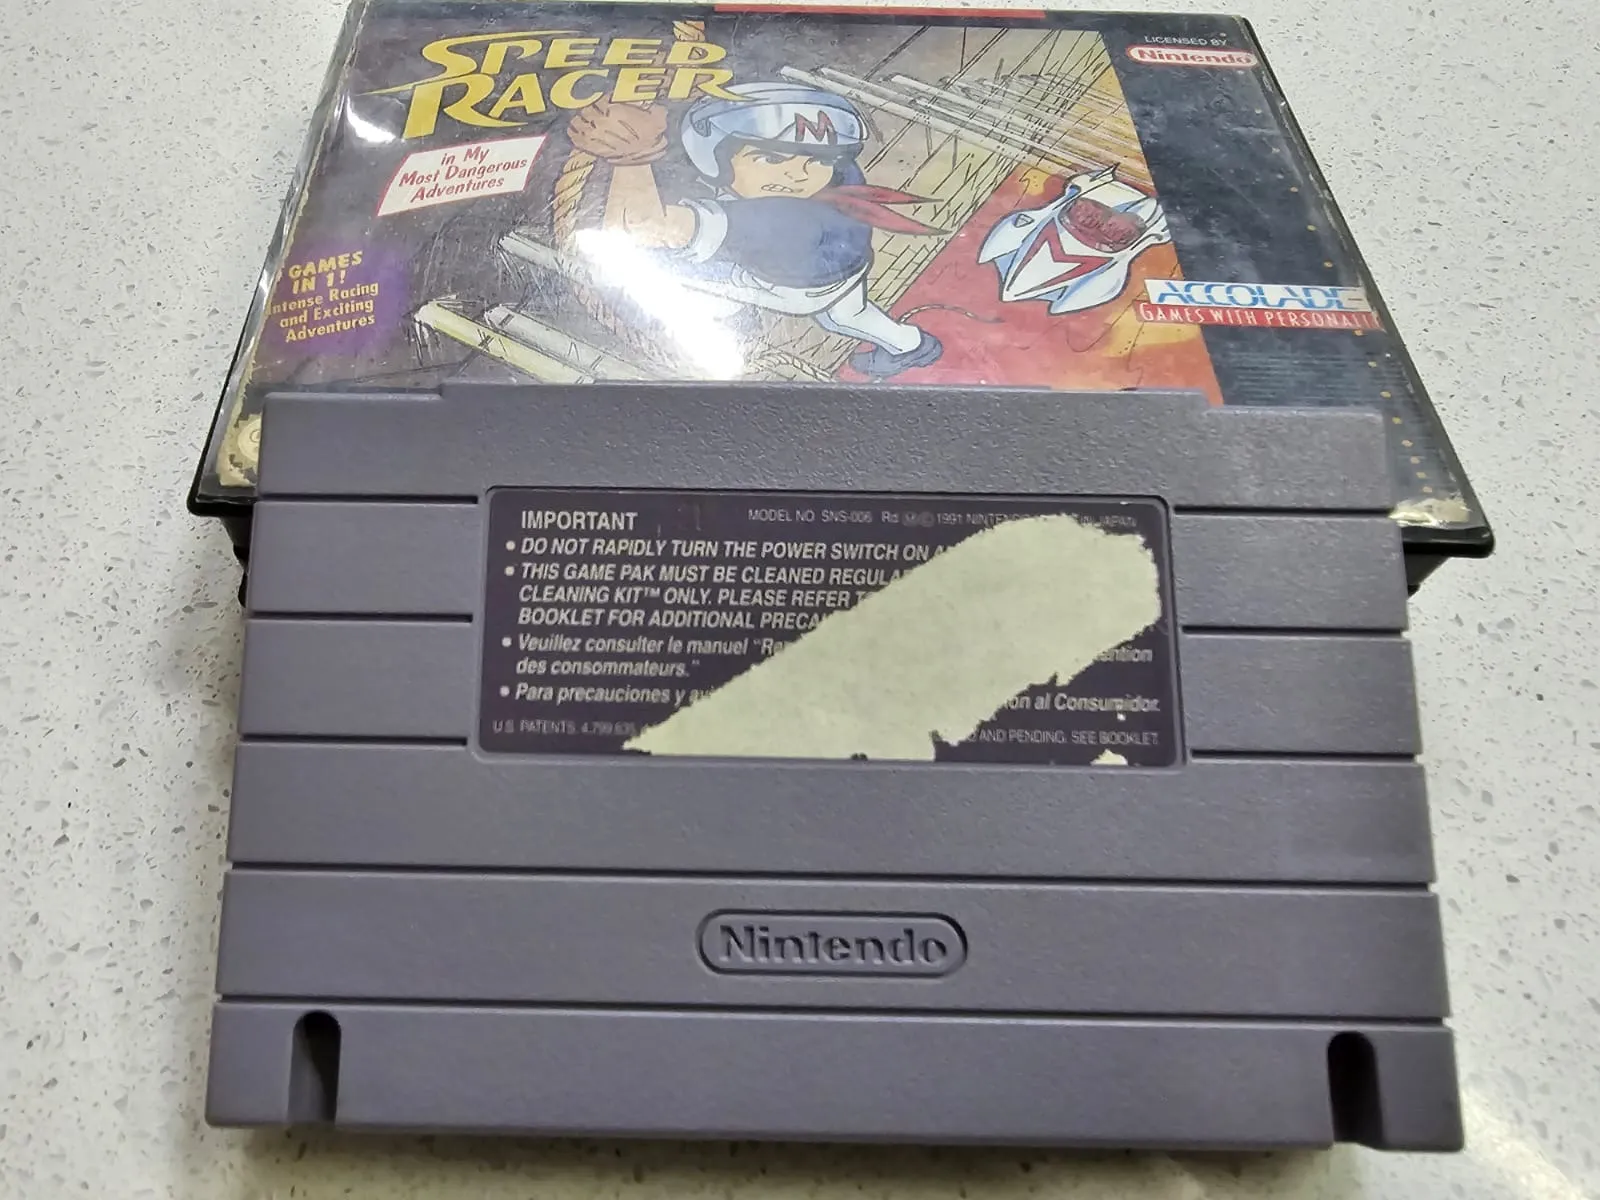 SPEED
RACER
in My
Most Dangerous
Adventures
GAMES
IN 1!
Intense Racing
and Exciting
Adventures
M
LICENSED BY
Nintendo
ACCOLADE
GAMES WITH
IMPORTANT
MODEL NO. SNS-006 1991
• DO NOT RAPIDLY TURN THE POWER SWITCH ON
• THIS GAME PAK MUST BE CLEANED
CLEANING KIT™ ONLY. PLEASE REFER
BOOKLET FOR ADDITIONAL
• Veuillez consulter le manuel
des consommateurs."
• Para precauciones y
al Consumidor.
U.S. PATENTS
AND PENDING. SEE BOOKLET.
Nintendo